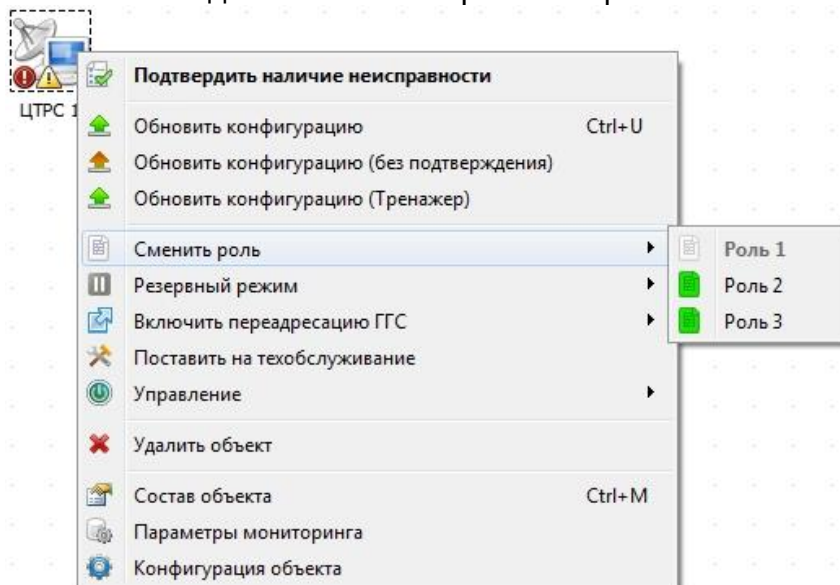 ЦТРС 1
Подтвердить наличие неисправности
Обновить конфигурацию Ctrl+U
Обновить конфигурацию (без подтверждения)
Обновить конфигурацию (Тренажер)
Сменить роль
Роль 1
Резервный режим
Роль 2
Включить переадресацию ГГС
Роль 3
Поставить на техобслуживание
Управление
Удалить объект
Состав объекта Ctrl+M
Параметры мониторинга
Конфигурация объекта